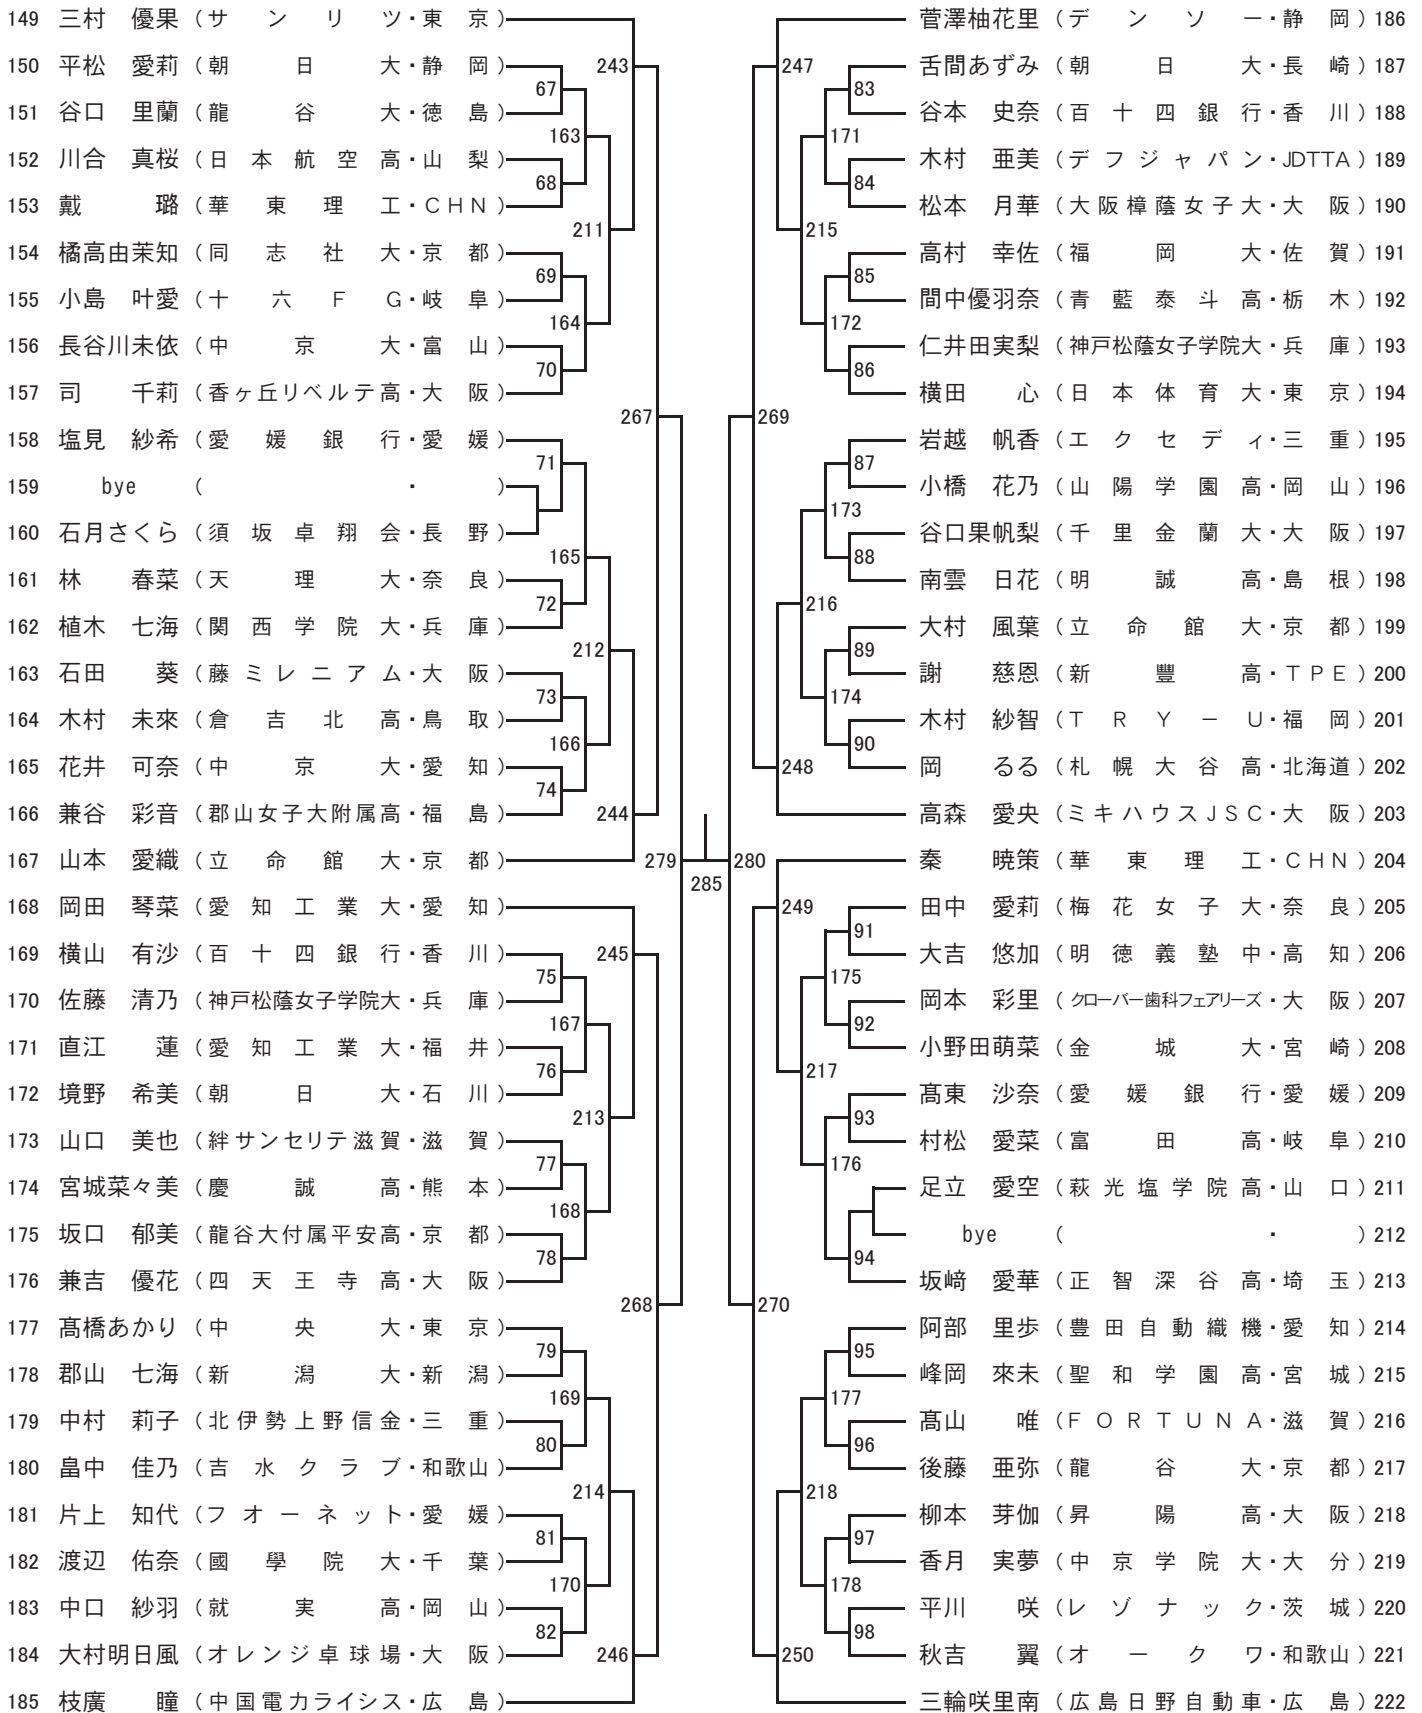 149 三村 優果 (サンリツ・東京)
150 平松 愛莉 (朝日大・静岡)
151 谷口 里蘭 (龍谷大・徳島)
152 川合 真桜 (日本航空高・山梨)
153 戴 璐 (華東理工・CHN)
154 橘高由茉知 (同志社大・京都)
155 小島 叶愛 (十六FG・岐阜)
156 長谷川未依 (中京大・富山)
157 司 千莉 (香ヶ丘リベルテ高・大阪)
158 塩見 紗希 (愛媛銀行・愛媛)
159 bye ( ・ )
160 石月さくら (須坂卓翔会・長野)
161 林 春菜 (天理大・奈良)
162 植木 七海 (関西学院大・兵庫)
163 石田 葵 (藤ミレニアム・大阪)
164 木村 未來 (倉吉北高・鳥取)
165 花井 可奈 (中京大・愛知)
166 兼谷 彩音 (郡山女子大附属高・福島)
167 山本 愛織 (立命館大・京都)
168 岡田 琴菜 (愛知工業大・愛知)
169 横山 有沙 (百十四銀行・香川)
170 佐藤 清乃 (神戸松蔭女子学院大・兵庫)
171 直江 蓮 (愛知工業大・福井)
172 境野 希美 (朝日大・石川)
173 山口 美也 (絆サンセリテ滋賀・滋賀)
174 宮城菜々美 (慶誠高・熊本)
175 坂口 郁美 (龍谷大付属平安高・京都)
176 兼吉 優花 (四天王寺高・大阪)
177 髙橋あかり (中央大・東京)
178 郡山 七海 (新潟大・新潟)
179 中村 莉子 (北伊勢上野信金・三重)
180 畠中 佳乃 (吉水クラブ・和歌山)
181 片上 知代 (フオーネット・愛媛)
182 渡辺 佑奈 (國學院大・千葉)
183 中口 紗羽 (就実高・岡山)
184 大村明日風 (オレンジ卓球場・大阪)
185 枝廣 瞳 (中国電力ライシス・広島)
67
68
69
70
71
72
73
74
75
76
77
78
79
80
81
82
163
164
165
166
167
168
169
170
211
212
213
214
243
244
245
246
267
268
279
285
280
269
270
247
248
249
250
215
216
217
218
171
172
173
174
175
176
177
178
83
84
85
86
87
88
89
90
91
92
93
94
95
96
97
98
菅澤柚花里 (デンソー・静岡) 186
舌間あずみ (朝日大・長崎) 187
谷本 史奈 (百十四銀行・香川) 188
木村 亜美 (デフジャパン・JDTTA) 189
松本 月華 (大阪樟蔭女子大・大阪) 190
高村 幸佐 (福岡大・佐賀) 191
間中優羽奈 (青藍泰斗高・栃木) 192
仁井田実梨 (神戸松蔭女子学院大・兵庫) 193
横田 心 (日本体育大・東京) 194
岩越 帆香 (エクセディ・三重) 195
小橋 花乃 (山陽学園高・岡山) 196
谷口果帆梨 (千里金蘭大・大阪) 197
南雲 日花 (明誠高・島根) 198
大村 風葉 (立命館大・京都) 199
謝 慈恩 (新豐高・TPE) 200
木村 紗智 (TRY-U・福岡) 201
岡 るる (札幌大谷高・北海道) 202
高森 愛央 (ミキハウスJSC・大阪) 203
秦 暁策 (華東理工・CHN) 204
田中 愛莉 (梅花女子大・奈良) 205
大吉 悠加 (明徳義塾中・高知) 206
岡本 彩里 (クローバー歯科フェアリーズ・大阪) 207
小野田萌菜 (金城大・宮崎) 208
髙東 沙奈 (愛媛銀行・愛媛) 209
村松 愛菜 (富田高・岐阜) 210
足立 愛空 (萩光塩学院高・山口) 211
bye ( ・ ) 212
坂﨑 愛華 (正智深谷高・埼玉) 213
阿部 里歩 (豊田自動織機・愛知) 214
峰岡 來未 (聖和学園高・宮城) 215
髙山 唯 (FORTUNA・滋賀) 216
後藤 亜弥 (龍谷大・京都) 217
柳本 芽伽 (昇陽高・大阪) 218
香月 実夢 (中京学院大・大分) 219
平川 咲 (レゾナック・茨城) 220
秋吉 翼 (オークワ・和歌山) 221
三輪咲里南 (広島日野自動車・広島) 222